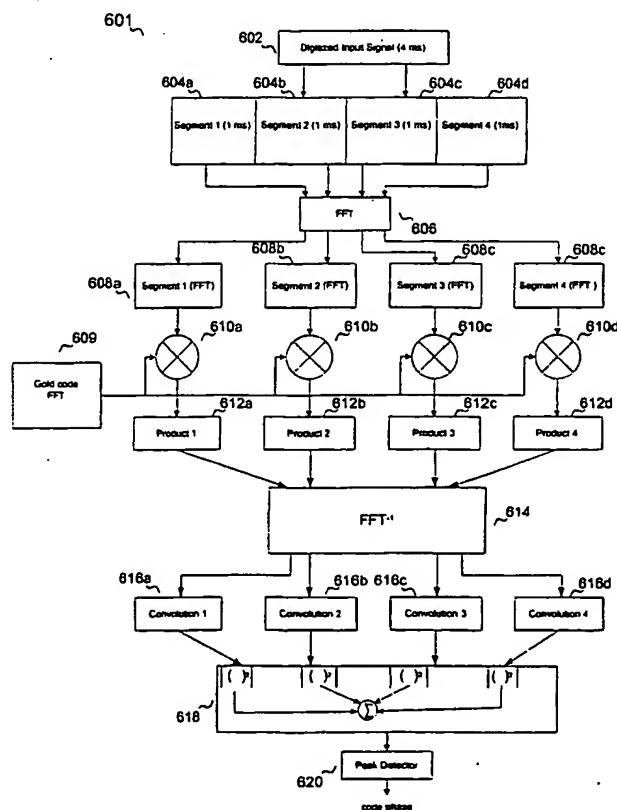 601
602
Digitized Input Signal (4 ms)
604a
604b
604c
604d
Segment 1 (1 ms)
Segment 2 (1 ms)
Segment 3 (1 ms)
Segment 4 (1ms)
FFT
606
608a
608b
608c
608c
Segment 1 (FFT)
Segment 2 (FFT)
Segment 3 (FFT)
Segment 4 (FFT)
609
610a
610b
610c
610d
Gold code
FFT
612a
612b
612c
612d
Product 1
Product 2
Product 3
Product 4
FFT⁻¹
614
616a
616b
616c
616d
Convolution 1
Convolution 2
Convolution 3
Convolution 4
|( )²|
|( )²|
|( )²|
|( )²|
Σ
618
Peak Detector
620
code phase